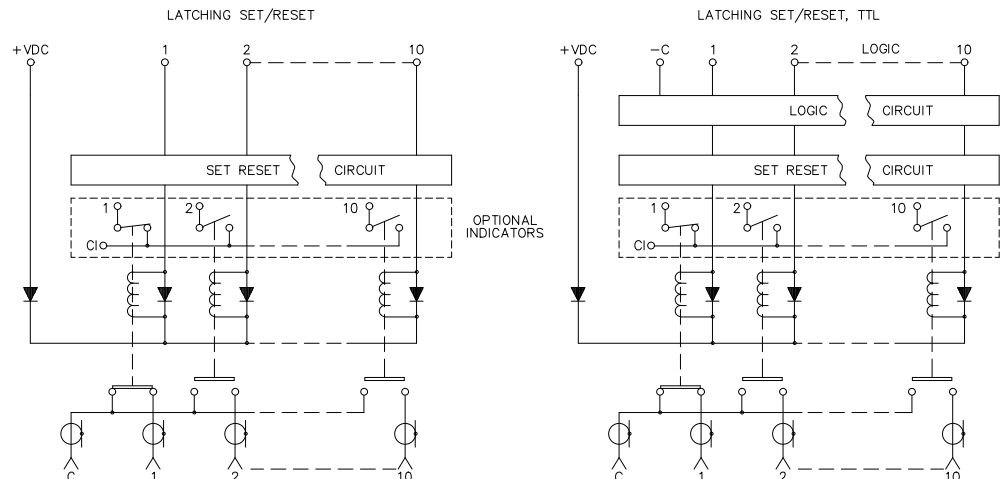 LATCHING SET/RESET
+VDC 1 2 10
SET RESET CIRCUIT
1 2 10
CI
OPTIONAL
INDICATORS
C 1 2 10
LATCHING SET/RESET, TTL
+VDC -C 1 2 LOGIC 10
LOGIC CIRCUIT
SET RESET CIRCUIT
1 2 10
CI
C 1 2 10